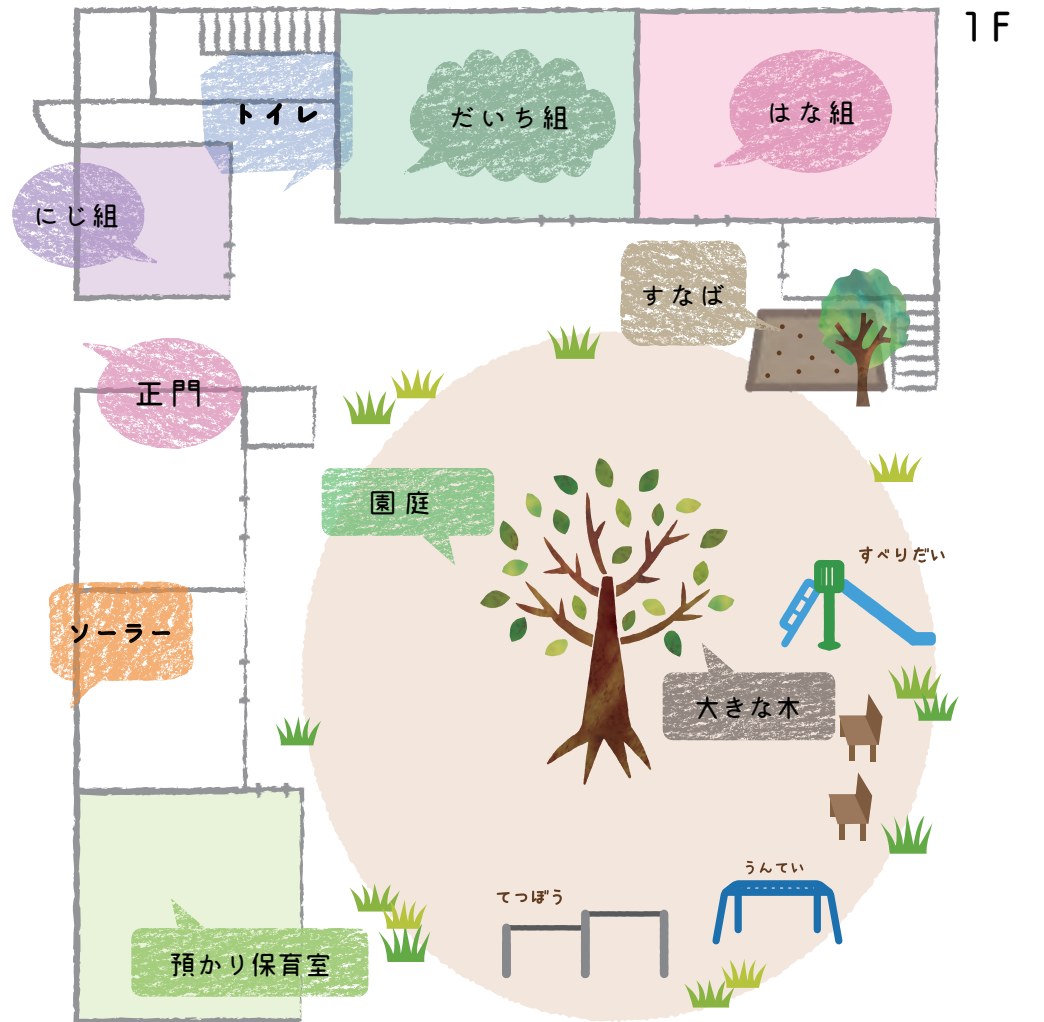 1F
トイレ
だいち組
はな組
にじ組
すなば
正門
園庭
すべりだい
ソーラー
大きな木
うんてい
てつぼう
預かり保育室